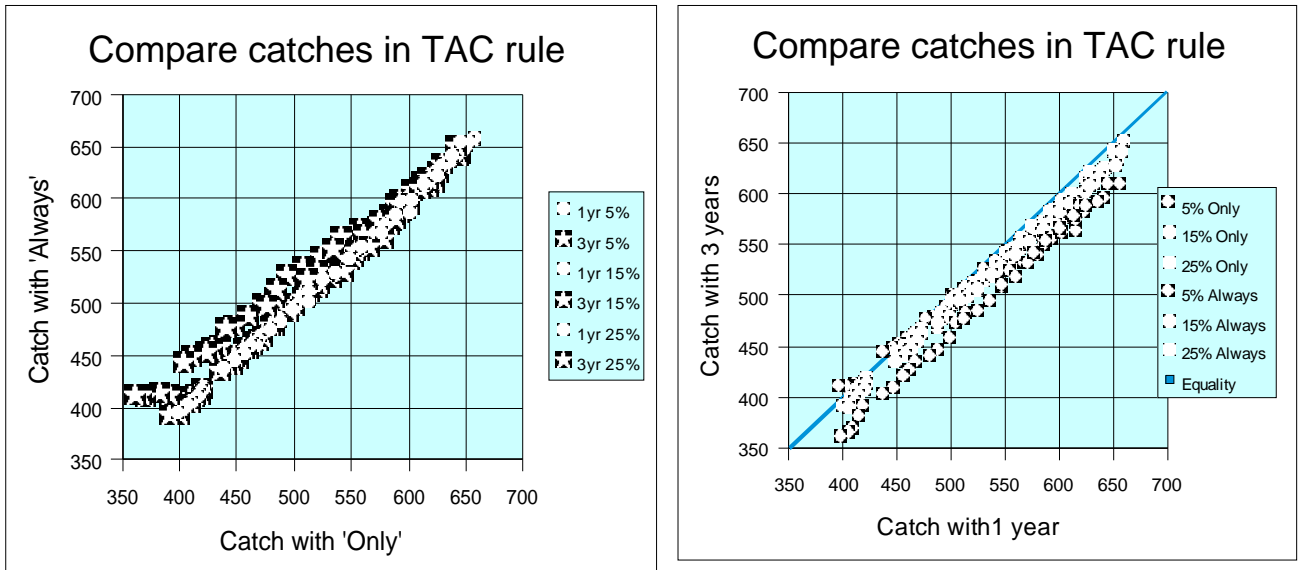 Compare catches in TAC rule
700
650
600
550
500
450
400
350
350 400 450 500 550 600 650 700
Catch with 'Always'
Catch with 'Only'
1yr 5%
3yr 5%
1yr 15%
3yr 15%
1yr 25%
3yr 25%
Compare catches in TAC rule
700
650
600
550
500
450
400
350
350 400 450 500 550 600 650 700
Catch with 3 years
Catch with1 year
5% Only
15% Only
25% Only
5% Always
15% Always
25% Always
Equality